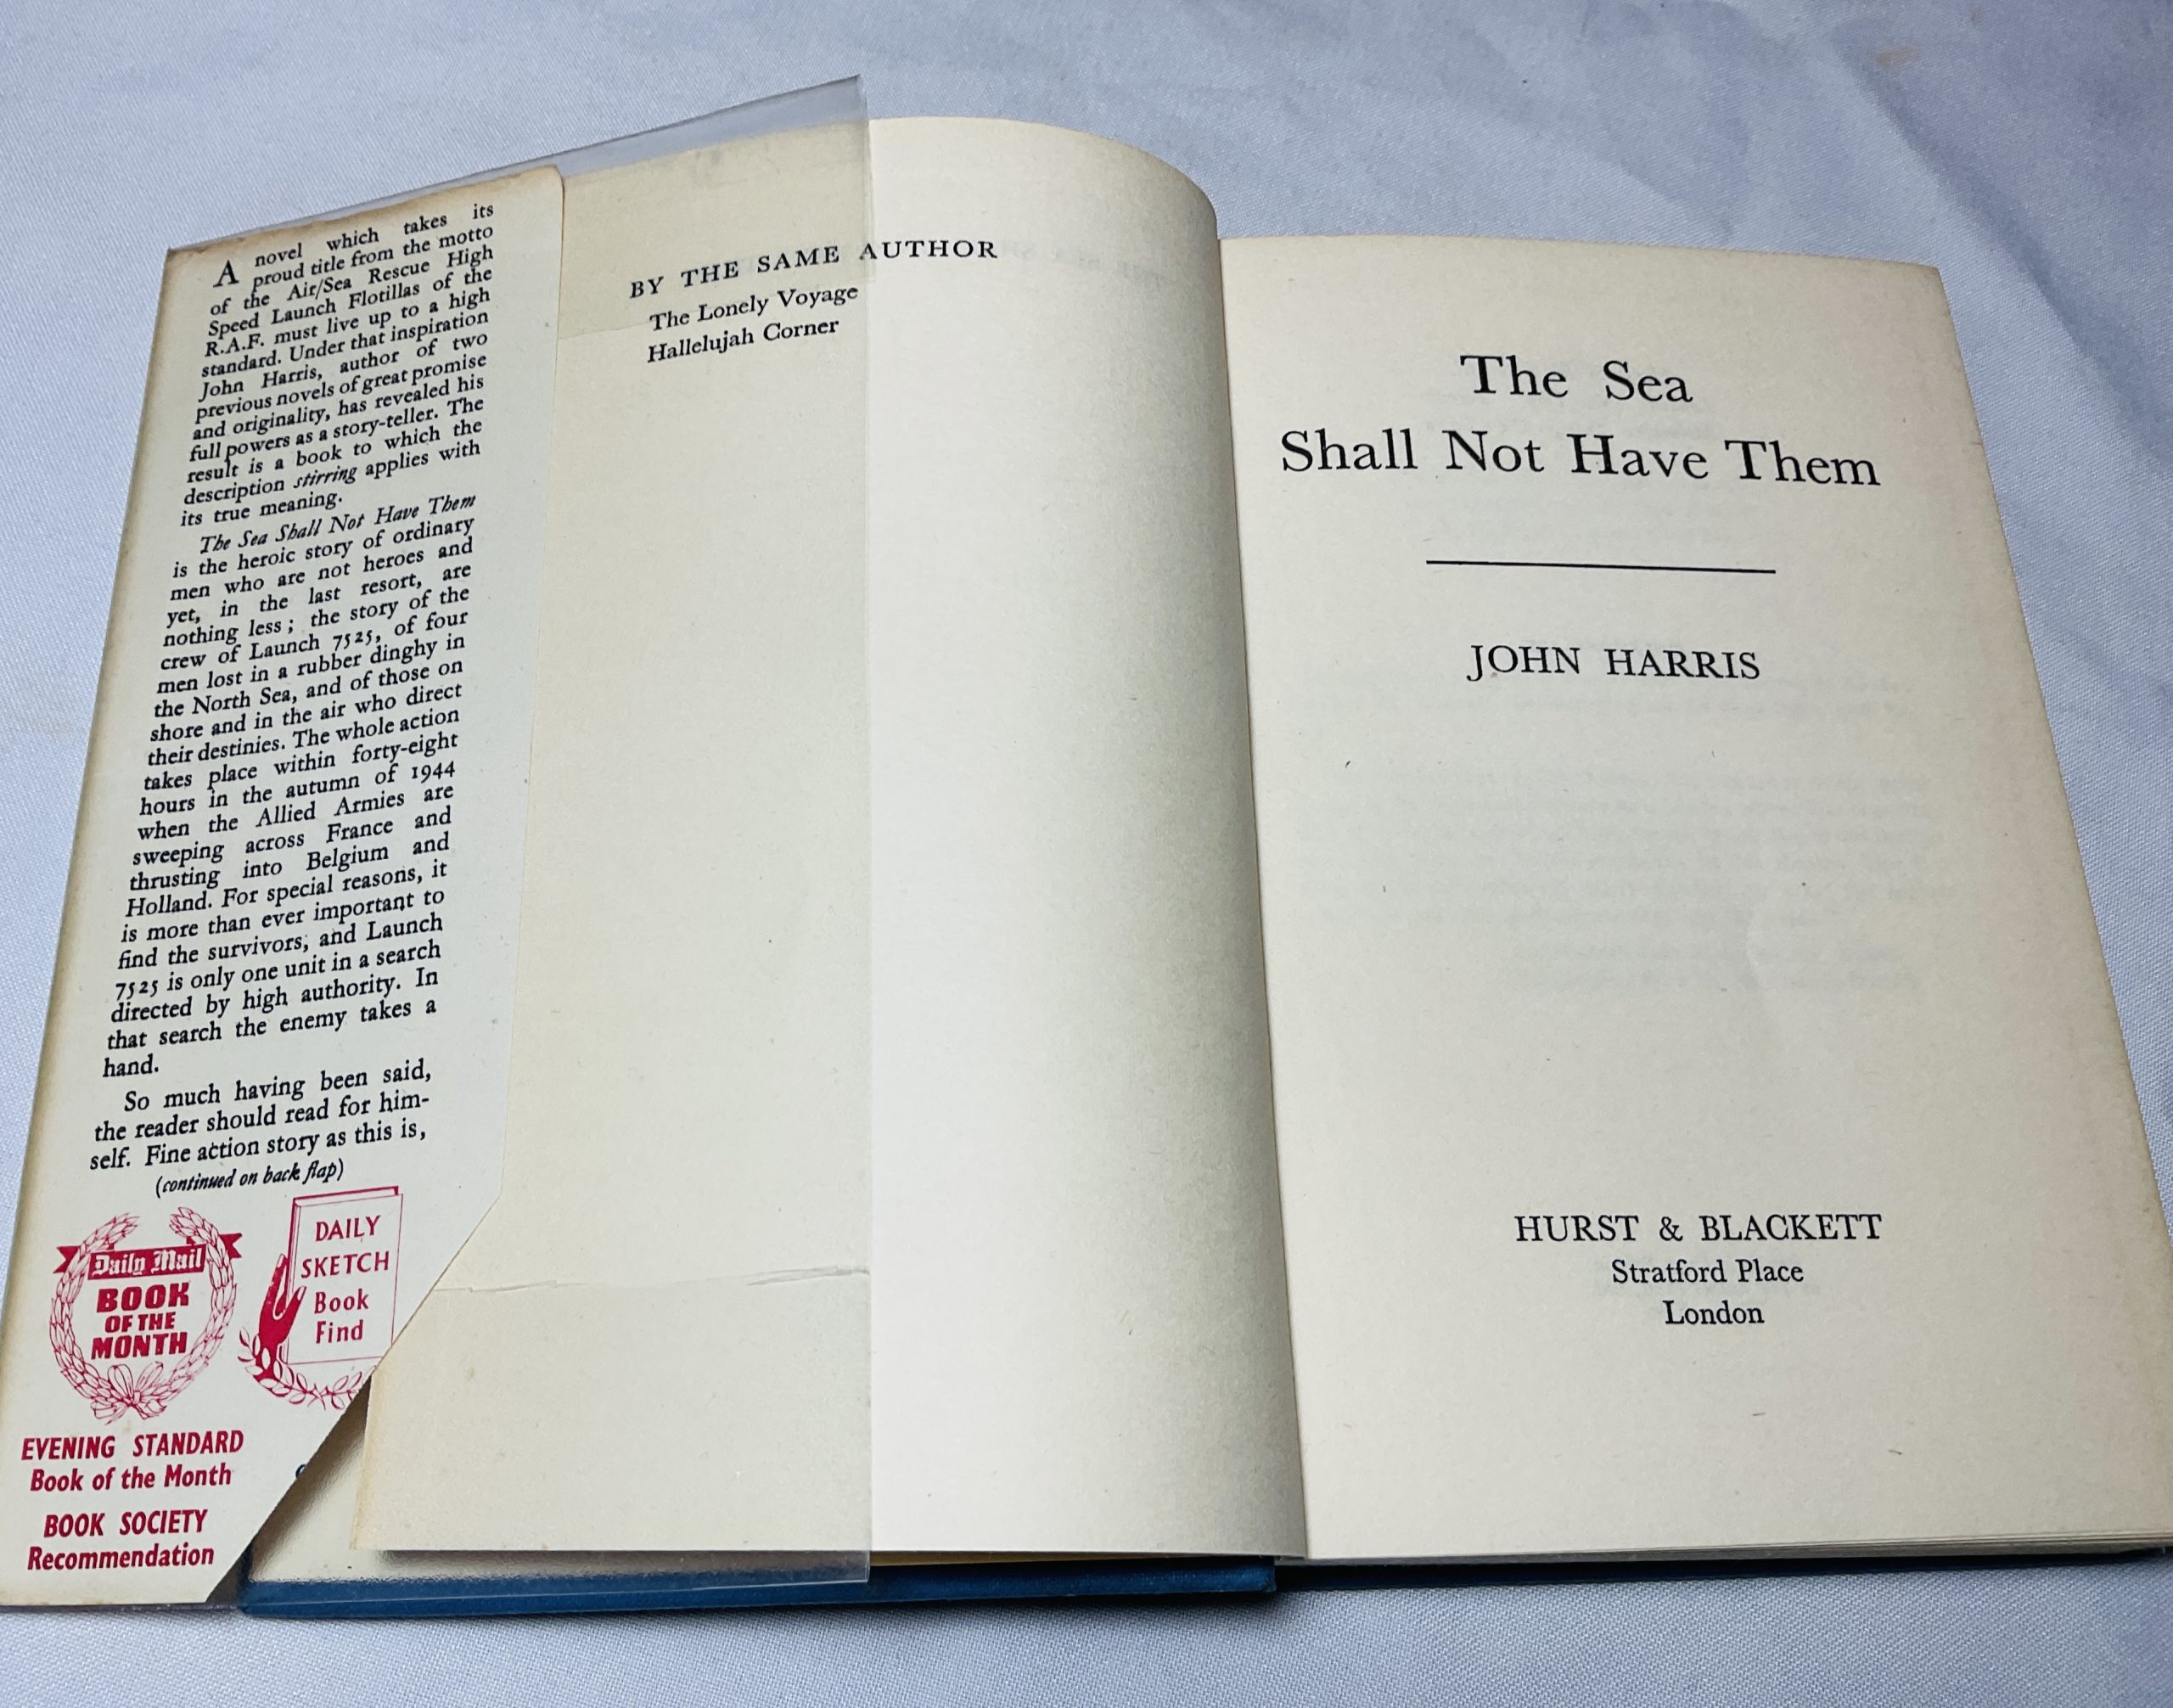 A novel which takes its
proud title from the motto
of the Air/Sea Rescue High
Speed Launch Flotillas of the
R.A.F. must live up to a high
standard. Under that inspiration
John Harris, author of two
previous novels of great promise
and originality, has revealed his
full powers as a story-teller. The
result is a book to which the
description stirring applies with
its true meaning.
The Sea Shall Not Have Them
is the heroic story of ordinary
men who are not heroes and
yet, in the last resort, are
nothing less; the story of the
crew of Launch 7525, of four
men lost in a rubber dinghy in
the North Sea, and of those on
shore and in the air who direct
their destinies. The whole action
takes place within forty-eight
hours in the autumn of 1944
when the Allied Armies are
sweeping across France and
thrusting into Belgium and
Holland. For special reasons, it
is more than ever important to
find the survivors, and Launch
7525 is only one unit in a search
directed by high authority. In
that search the enemy takes a
hand.
So much having been said,
the reader should read for him-
self. Fine action story as this is,
(continued on back flap)
Daily Mail
BOOK
OF THE
MONTH
DAILY
SKETCH
Book
Find
EVENING STANDARD
Book of the Month
BOOK SOCIETY
Recommendation
BY THE SAME AUTHOR
The Lonely Voyage
Hallelujah Corner
The Sea
Shall Not Have Them
JOHN HARRIS
HURST & BLACKETT
Stratford Place
London